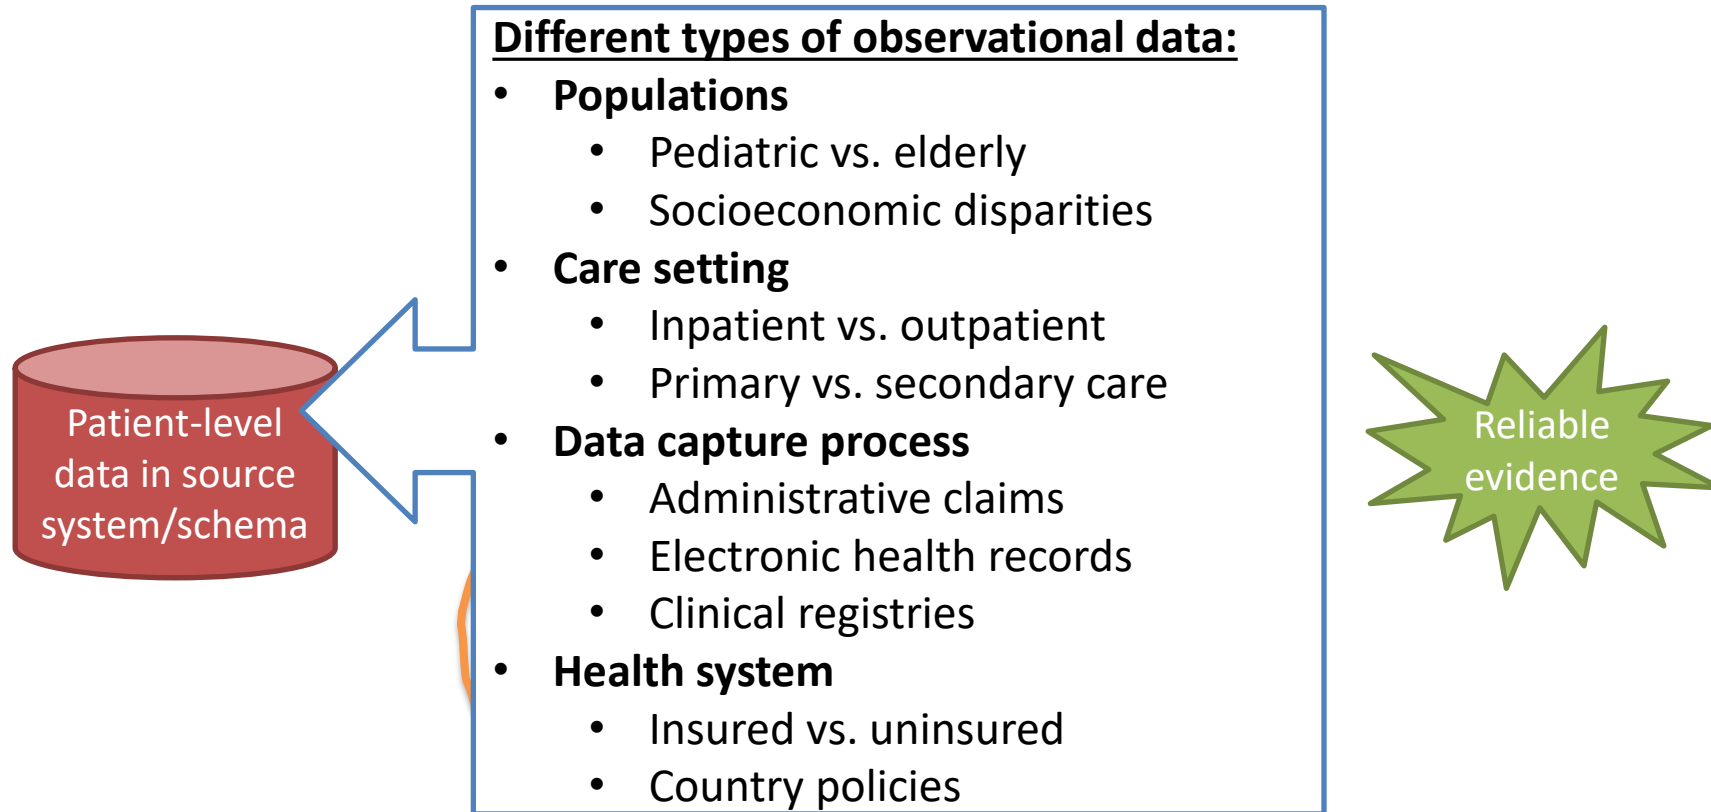 Different types of observational data:
• Populations
• Pediatric vs. elderly
• Socioeconomic disparities
• Care setting
• Inpatient vs. outpatient
• Primary vs. secondary care
• Data capture process
• Administrative claims
• Electronic health records
• Clinical registries
• Health system
• Insured vs. uninsured
• Country policies
Patient-level
data in source
system/schema
Reliable
evidence